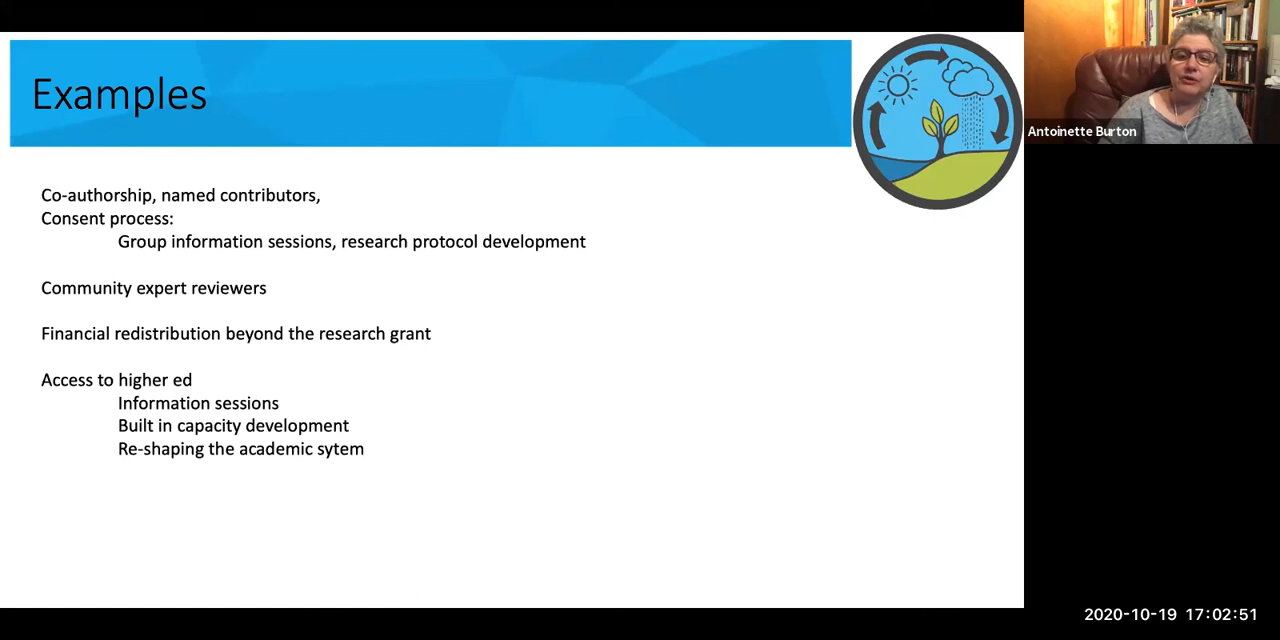 Examples
Co-authorship, named contributors,
Consent process:
Group information sessions, research protocol development
Community expert reviewers
Financial redistribution beyond the research grant
Access to higher ed
Information sessions
Built in capacity development
Re-shaping the academic sytem
Antoinette Burton
2020-10-19 17:02:51